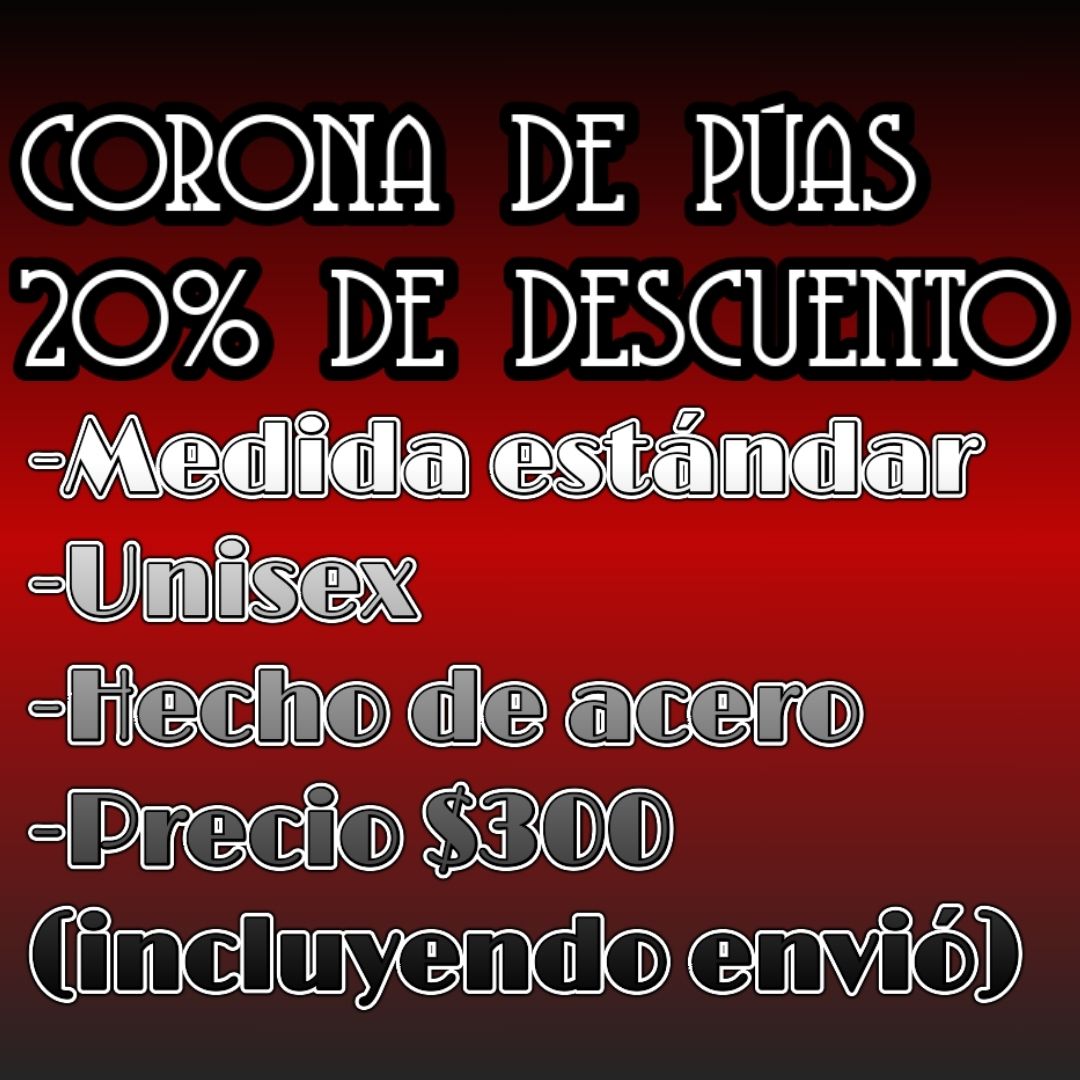 CORONA DE PÚAS
20% DE DESCUENTO
-Medida estándar
-Unisex
-Hecho de acero
-Precio $300
(incluyendo envió)